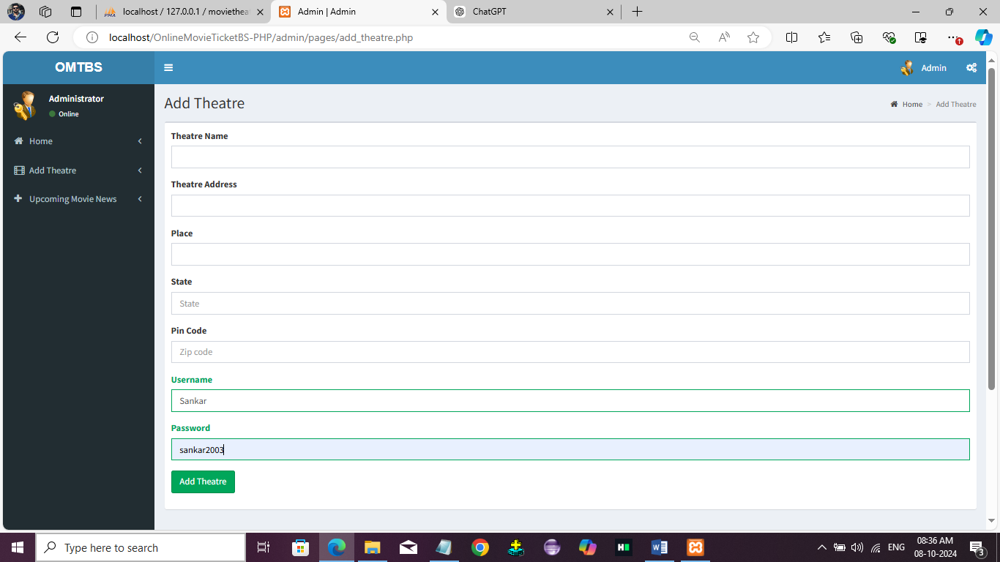 localhost / 127.0.0.1 / movietheat
Admin | Admin
ChatGPT
localhost/OnlineMovieTicketBS-PHP/admin/pages/add_theatre.php
OMTBS
Admin
Administrator
Online
Home
Add Theatre
Upcoming Movie News
Add Theatre
Home > Add Theatre
Theatre Name
Theatre Address
Place
State
State
Pin Code
Zip code
Username
Sankar
Password
sankar2003
Add Theatre
Type here to search
ENG
08:36 AM
08-10-2024
3